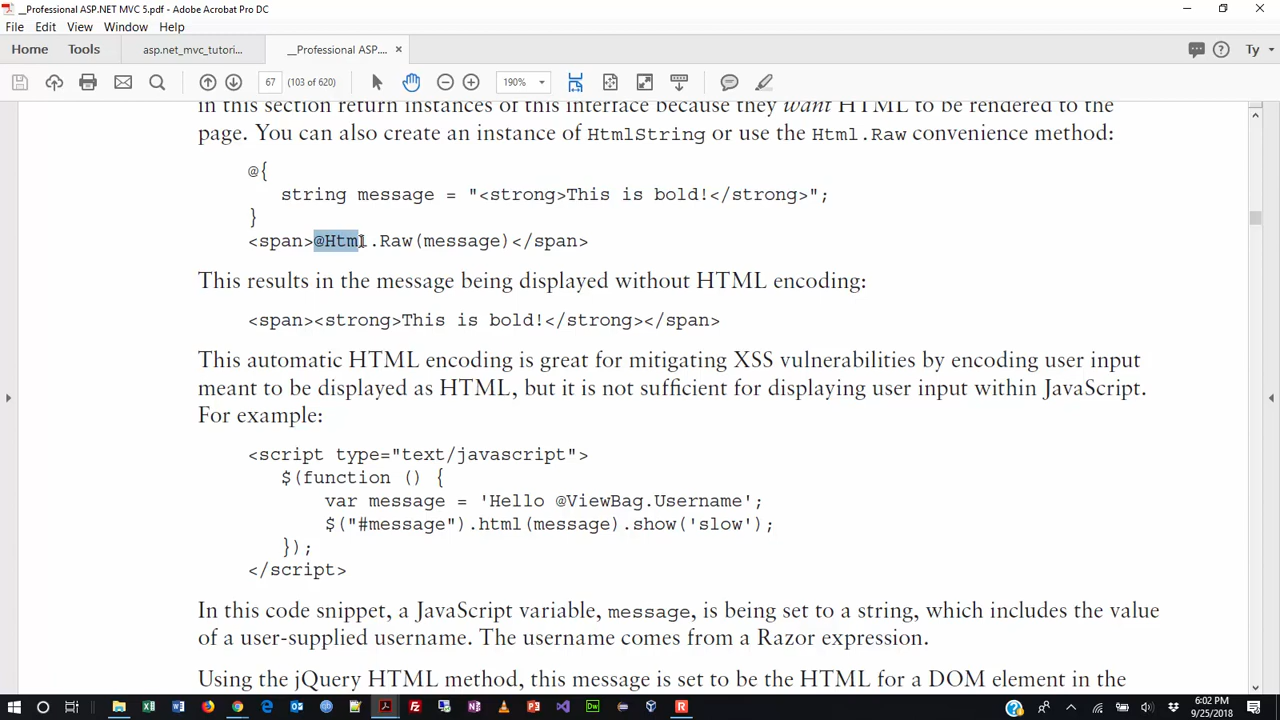 __Professional ASP.NET MVC 5.pdf - Adobe Acrobat Pro DC
File Edit View Window Help
Home Tools asp.net_mvc_tutori... __Professional ASP.... × Ty
67 (103 of 620) 190%
in this section return instances of this interface because they want HTML to be rendered to the
page. You can also create an instance of HtmlString or use the Html.Raw convenience method:
@{
string message = "<strong>This is bold!</strong>";
}
<span>@Html.Raw(message)</span>
This results in the message being displayed without HTML encoding:
<span><strong>This is bold!</strong></span>
This automatic HTML encoding is great for mitigating XSS vulnerabilities by encoding user input
meant to be displayed as HTML, but it is not sufficient for displaying user input within JavaScript.
For example:
<script type="text/javascript">
$(function () {
var message = 'Hello @ViewBag.Username';
$("#message").html(message).show('slow');
});
</script>
In this code snippet, a JavaScript variable, message, is being set to a string, which includes the value
of a user-supplied username. The username comes from a Razor expression.
Using the jQuery HTML method, this message is set to be the HTML for a DOM element in the
6:02 PM
9/25/2018